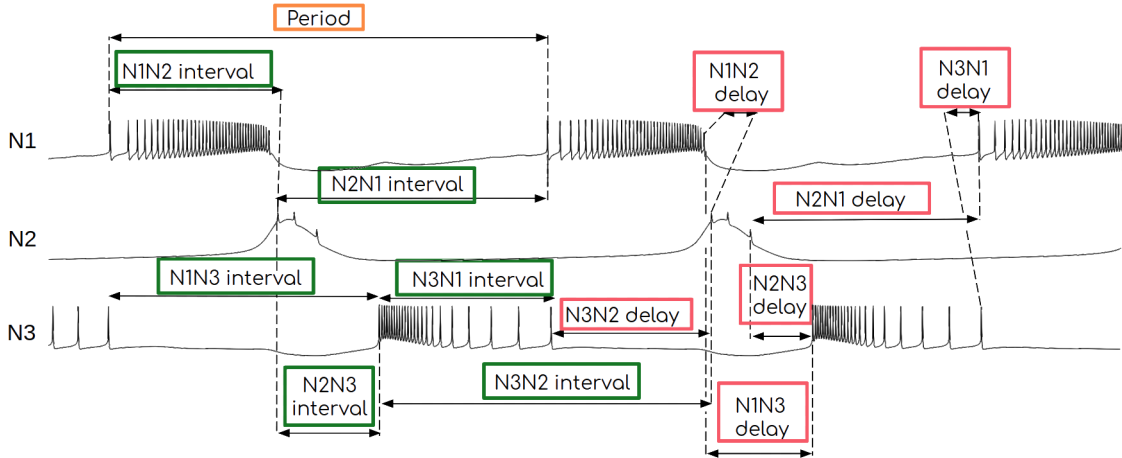 Period
N1N2 interval
N1N2
delay
N3N1
delay
N1
N2N1 interval
N2N1 delay
N2
N1N3 interval
N3N1 interval
N2N3
delay
N3N2 delay
N3
N2N3
interval
N3N2 interval
N1N3
delay